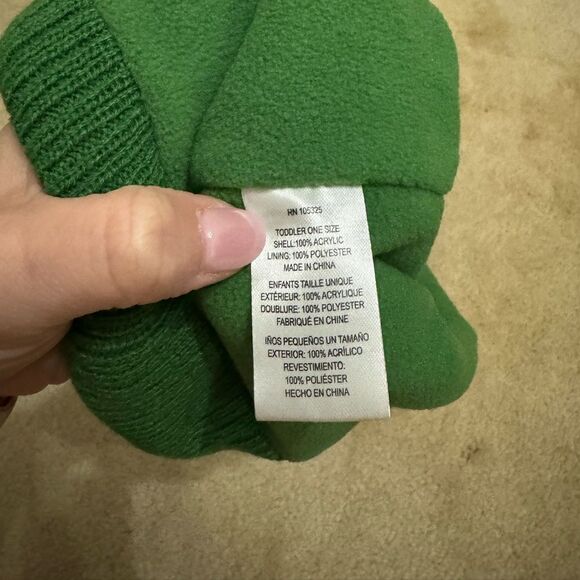 RN 105325
TODDLER ONE SIZE
SHELL:100% ACRYLIC
LINING: 100% POLYESTER
MADE IN CHINA
ENFANTS TAILLE UNIQUE
EXTÉRIEUR: 100% ACRYLIQUE
DOUBLURE: 100% POLYESTER
FABRIQUÉ EN CHINE
IÑOS PEQUEÑOS UN TAMAÑO
EXTERIOR: 100% ACRÍLICO
REVESTIMIENTO:
100% POLIÉSTER
HECHO EN CHINA